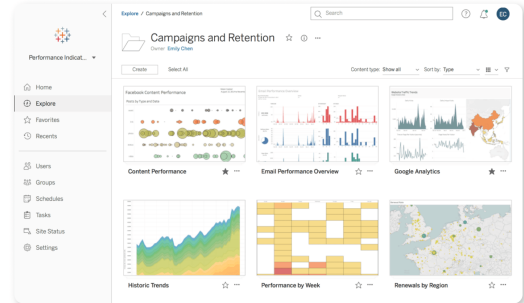 Explore / Campaigns and Retention
Search
EC
Performance Indicat...
Campaigns and Retention
Owner: Emily Chen
Create
Select All
Content type: Show all
Sort by: Type
Home
Explore
Favorites
Recents
Users
Groups
Schedules
Tasks
Site Status
Settings
Facebook Content Performance
Content Performance
Email Performance Overview
Google Analytics
Historic Trends
Performance by Week
Renewals by Region